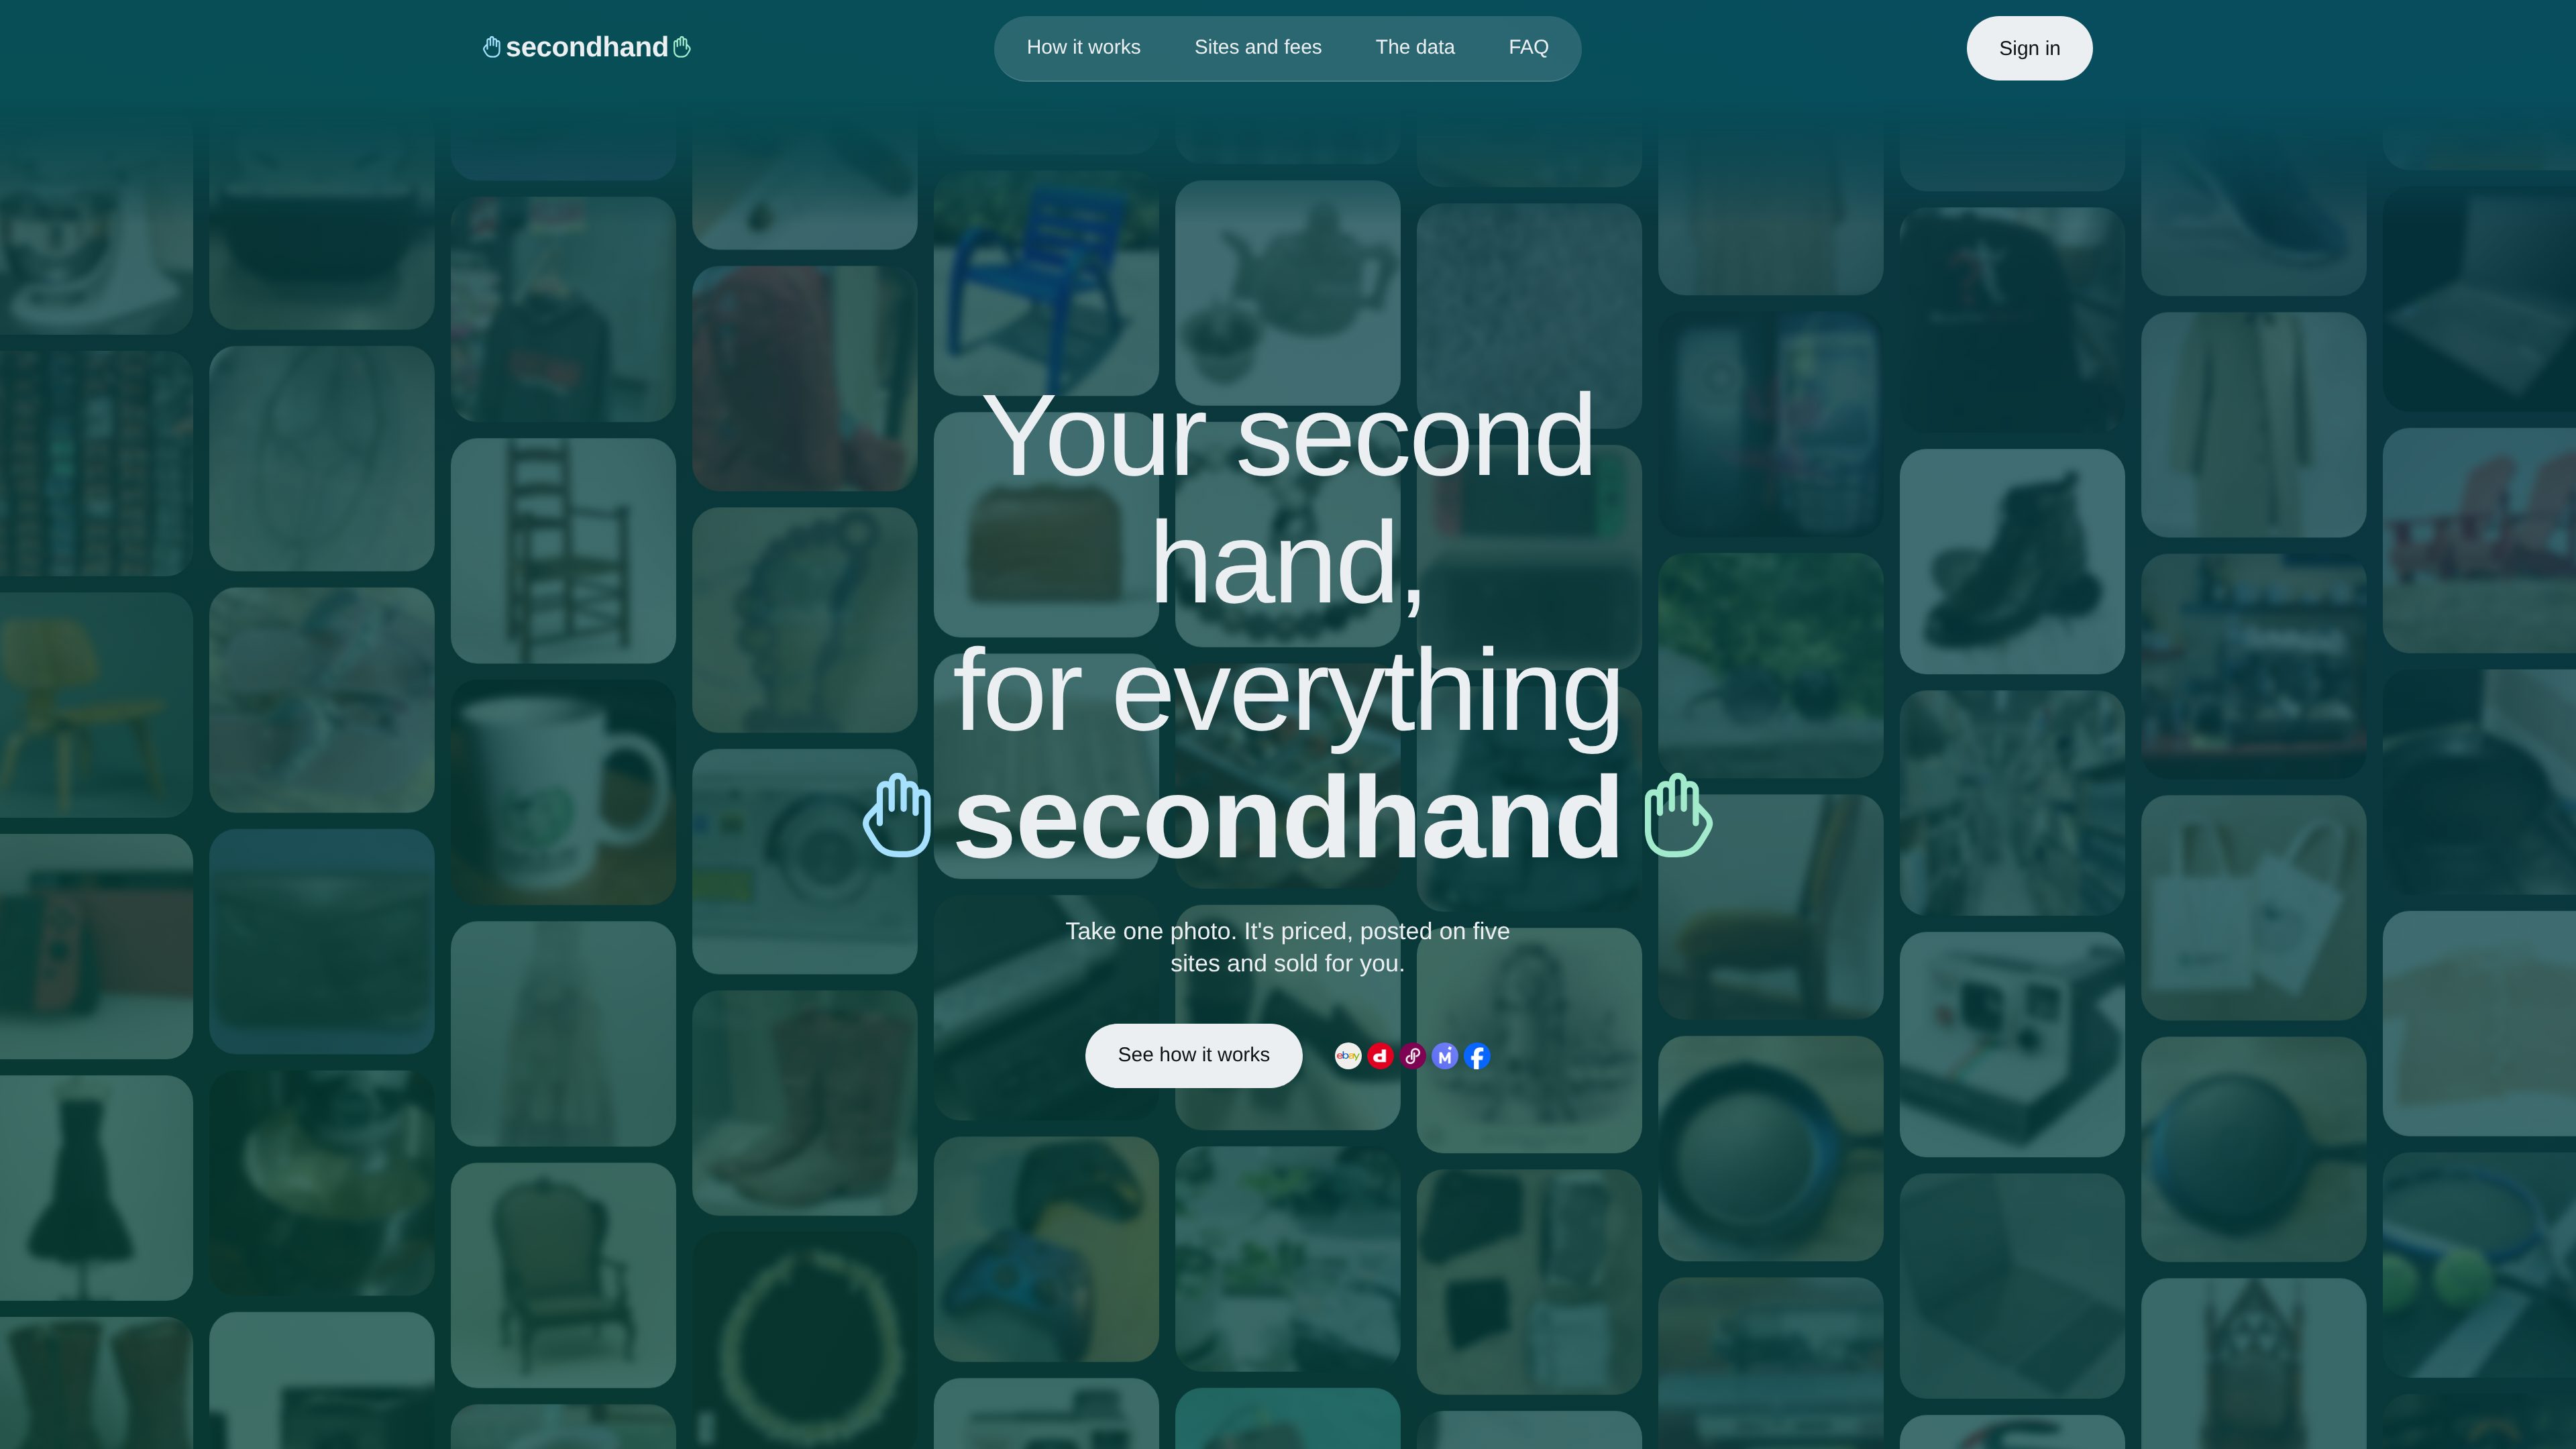 secondhand
How it works
Sites and fees
The data
FAQ
Sign in
Your second
hand,
for everything
secondhand
Take one photo. It's priced, posted on five
sites and sold for you.
See how it works
ebay